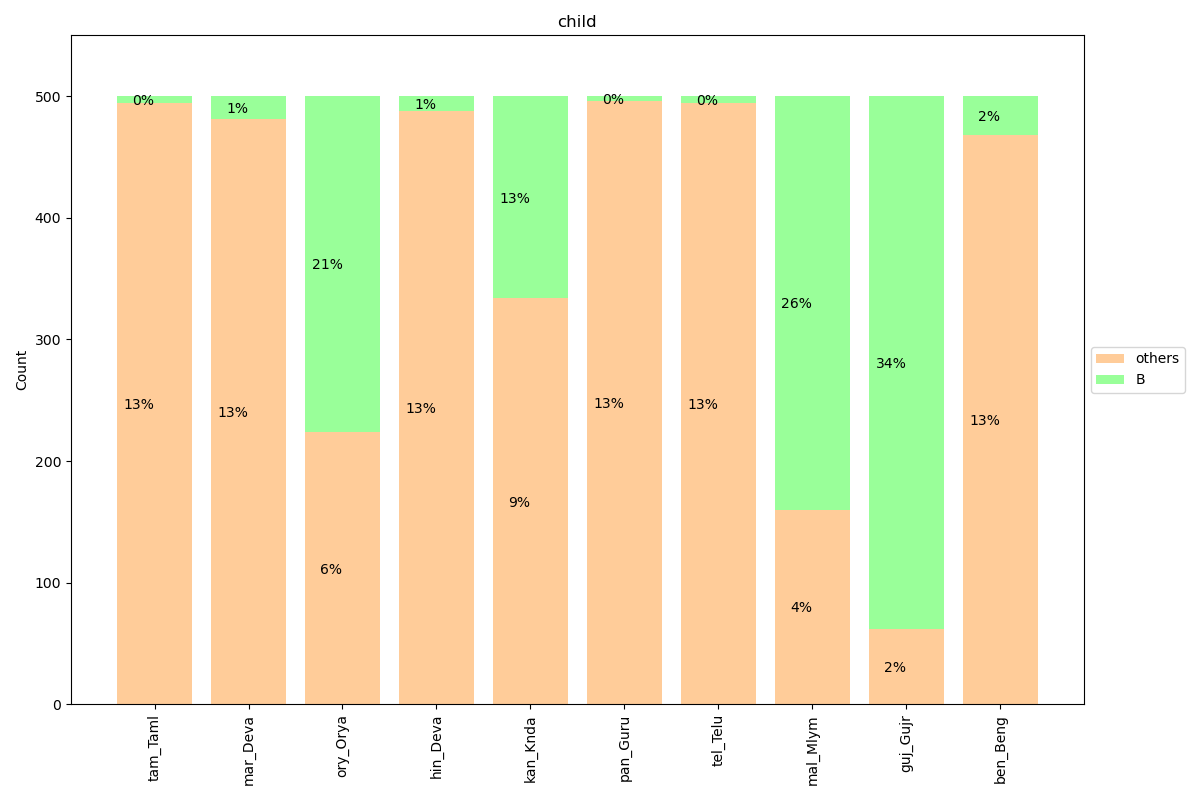 child
500
400
300
200
100
0
Count
0% 1% 21% 1% 13% 0% 0% 26% 34% 2%
13% 13% 6% 13% 9% 13% 13% 4% 2% 13%
tam_Taml
mar_Deva
ory_Orya
hin_Deva
kan_Knda
pan_Guru
tel_Telu
mal_Mlym
guj_Gujr
ben_Beng
others
B